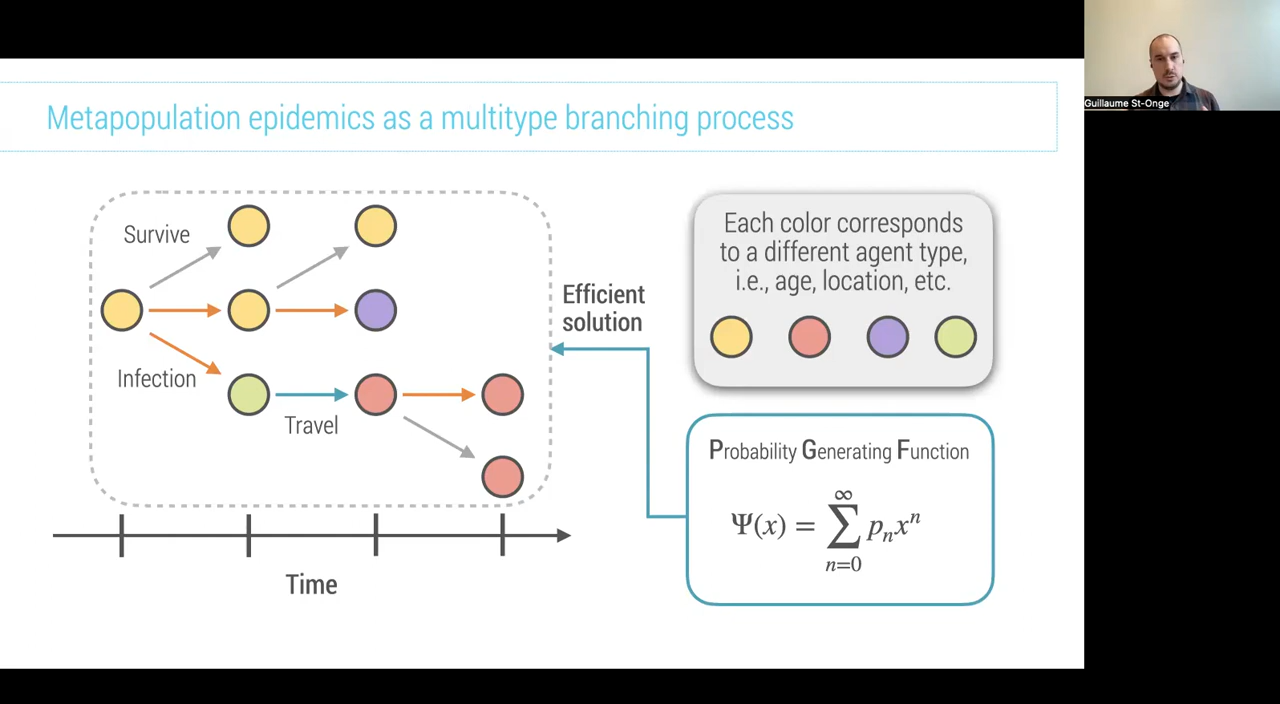 Metapopulation epidemics as a multitype branching process
Survive
Infection
Travel
Time
Efficient
solution
Each color corresponds
to a different agent type,
i.e., age, location, etc.
Probability Generating Function
∞
Ψ(x) = ∑ pₙxⁿ
n=0
Guillaume St-Onge